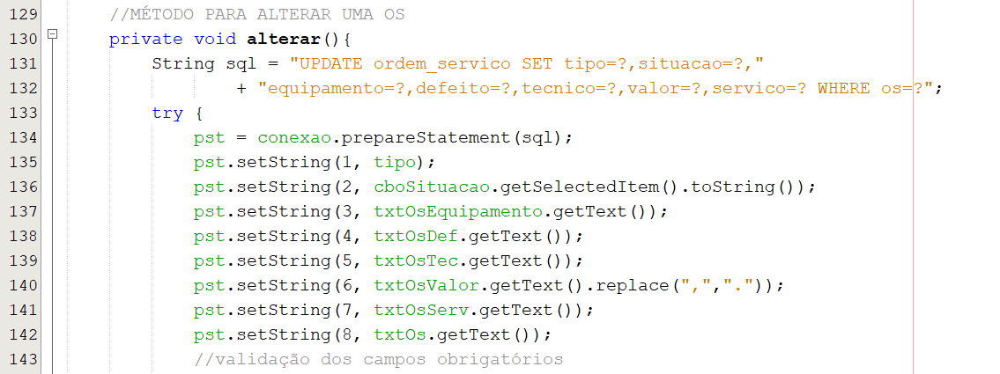 129 //MÉTODO PARA ALTERAR UMA OS
130 private void alterar(){
131 String sql = "UPDATE ordem_servico SET tipo=?,situacao=?,"
132 + "equipamento=?,defeito=?,tecnico=?,valor=?,servico=? WHERE os=?";
133 try {
134 pst = conexao.prepareStatement(sql);
135 pst.setString(1, tipo);
136 pst.setString(2, cboSituacao.getSelectedItem().toString());
137 pst.setString(3, txtOsEquipamento.getText());
138 pst.setString(4, txtOsDef.getText());
139 pst.setString(5, txtOsTec.getText());
140 pst.setString(6, txtOsValor.getText().replace(",","."));
141 pst.setString(7, txtOsServ.getText());
142 pst.setString(8, txtOs.getText());
143 //validação dos campos obrigatórios